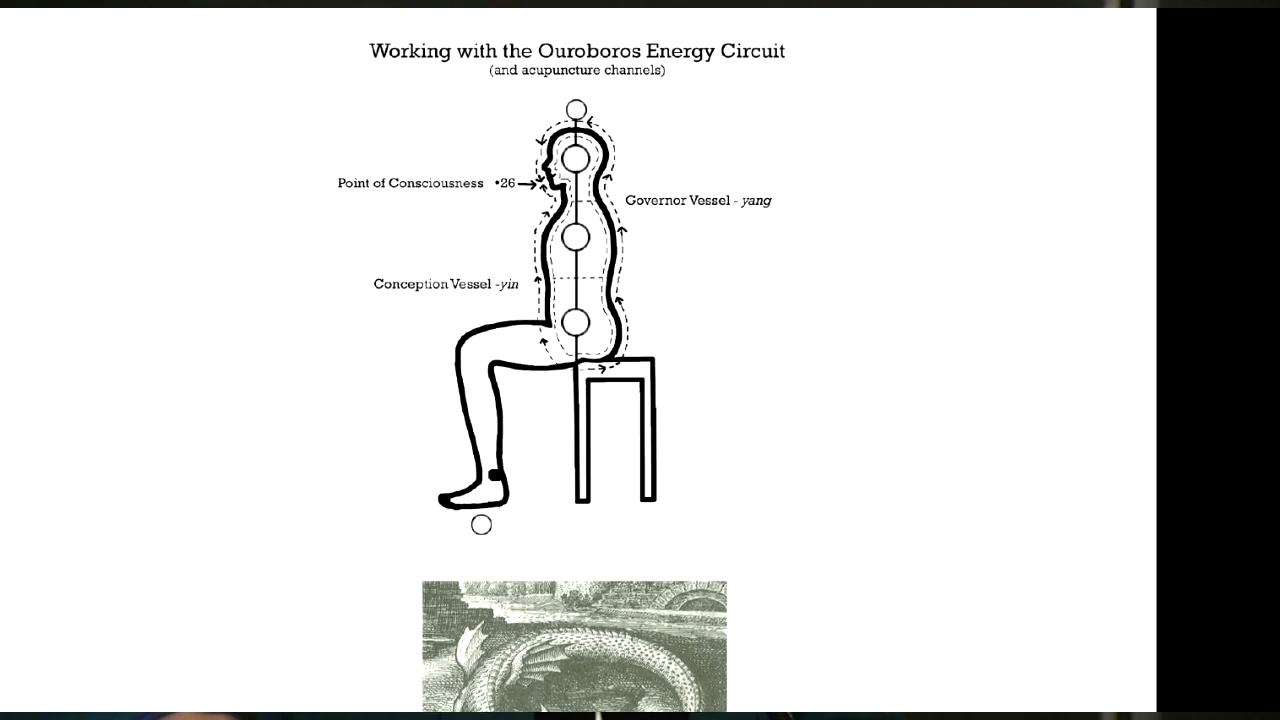 Working with the Ouroboros Energy Circuit
(and acupuncture channels)
Point of Consciousness •26
Governor Vessel - yang
Conception Vessel -yin